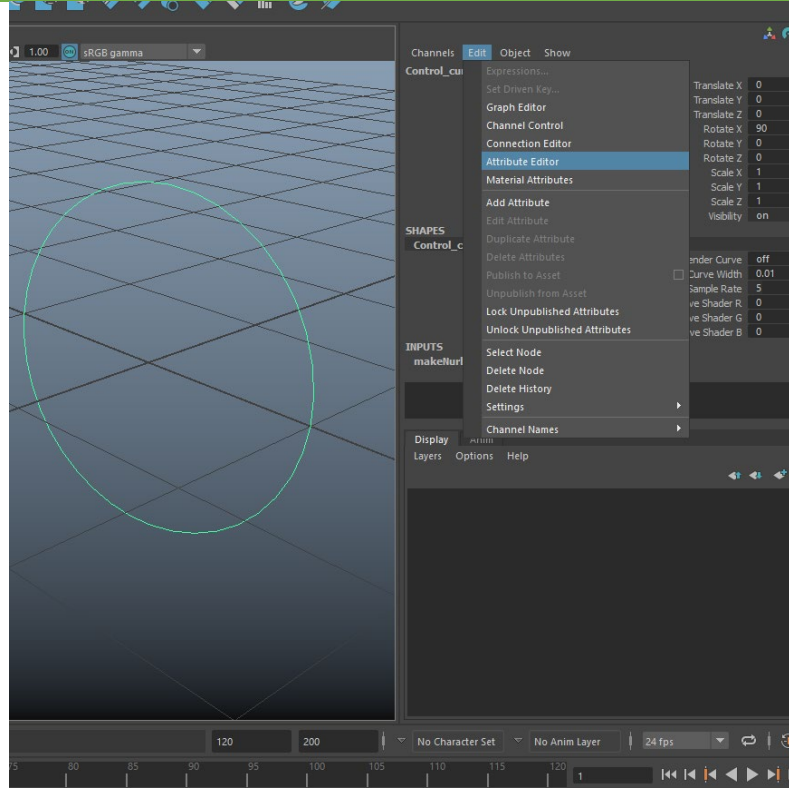 1.00 ON sRGB gamma
Channels Edit Object Show
Control_cu
Expressions...
Set Driven Key...
Graph Editor
Channel Control
Connection Editor
Attribute Editor
Material Attributes
Add Attribute
Edit Attribute
Duplicate Attribute
Delete Attributes
Publish to Asset
Unpublish from Asset
Lock Unpublished Attributes
Unlock Unpublished Attributes
Select Node
Delete Node
Delete History
Settings
Channel Names
Translate X 0
Translate Y 0
Translate Z 0
Rotate X 90
Rotate Y 0
Rotate Z 0
Scale X 1
Scale Y 1
Scale Z 1
Visibility on
SHAPES
Control_c
ender Curve off
Curve Width 0.01
Sample Rate 5
ve Shader R 0
ve Shader G 0
ve Shader B 0
INPUTS
makeNurl
Display Anim
Layers Options Help
120 200 No Character Set No Anim Layer 24 fps
75 80 85 90 95 100 105 110 115 120 1